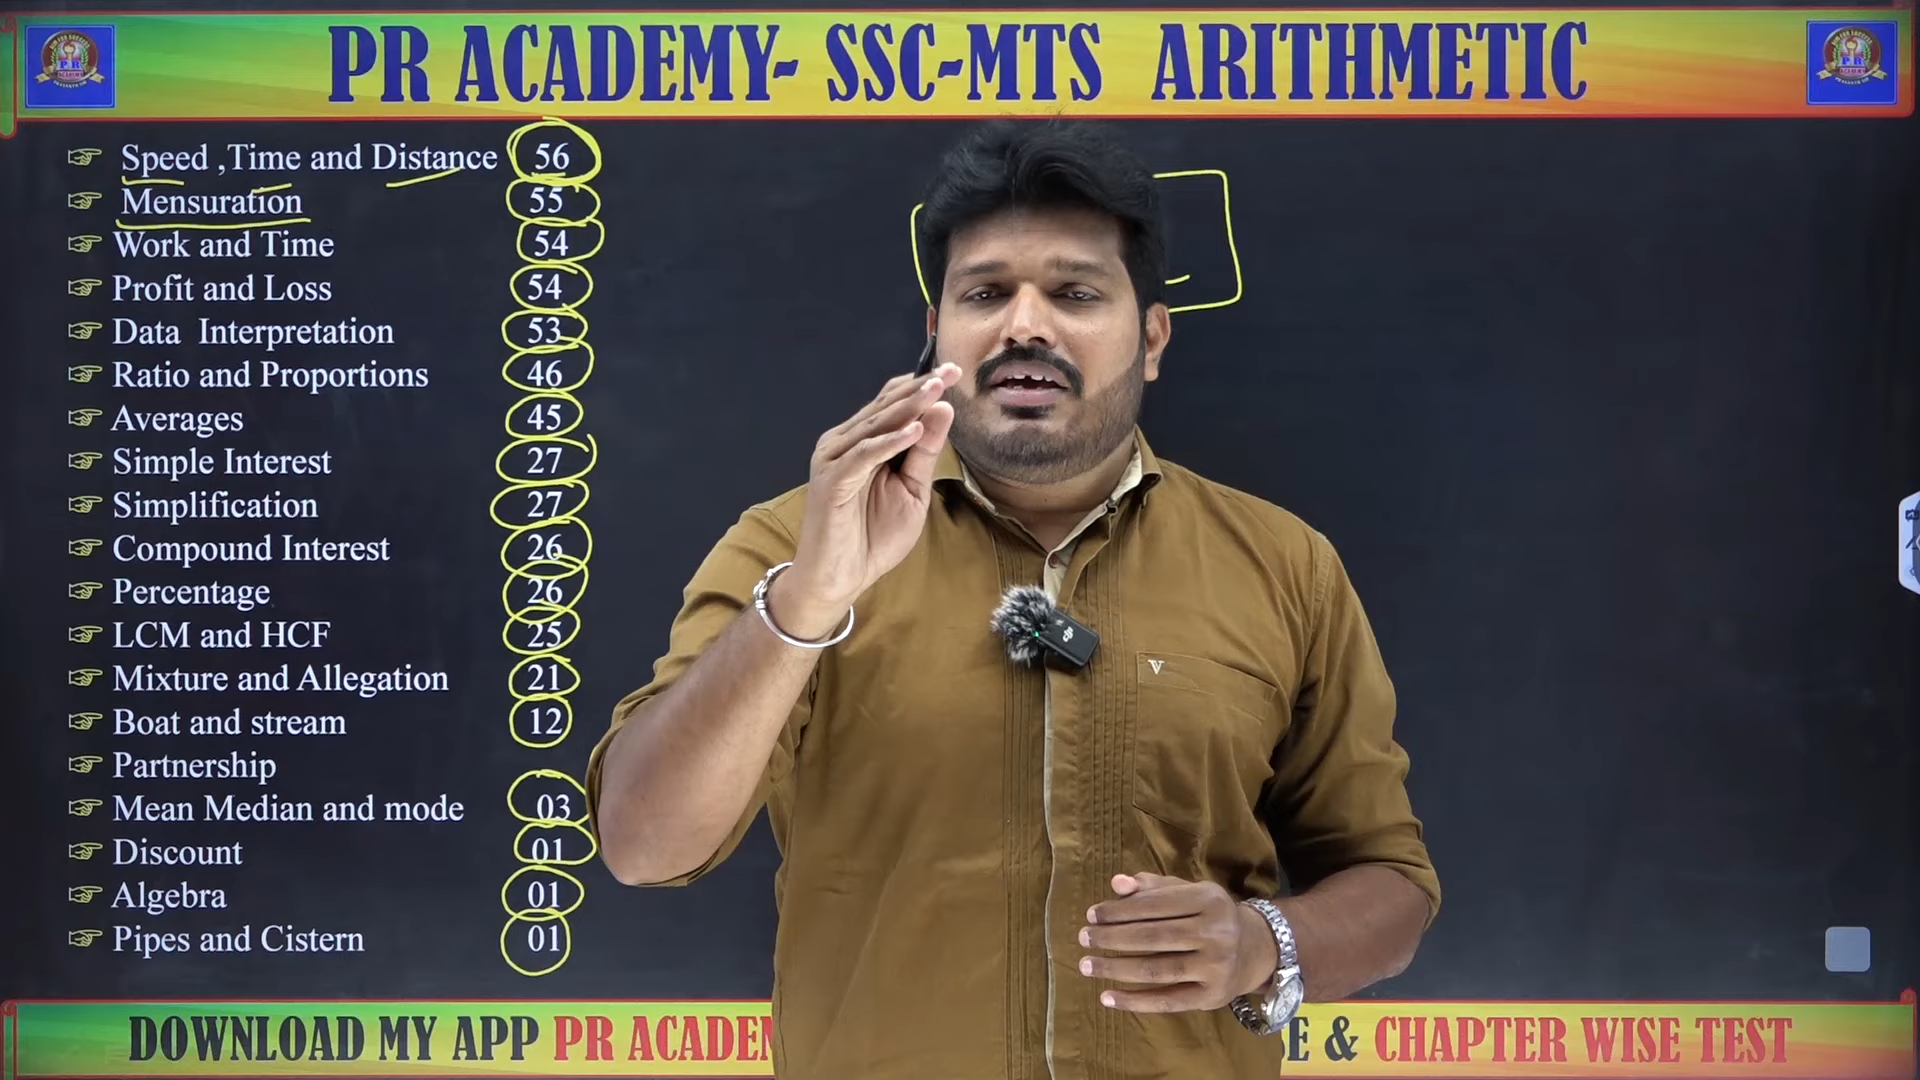 PR ACADEMY- SSC-MTS ARITHMETIC
Speed ,Time and Distance 56
Mensuration 55
Work and Time 54
Profit and Loss 54
Data Interpretation 53
Ratio and Proportions 46
Averages 45
Simple Interest 27
Simplification 27
Compound Interest 26
Percentage 26
LCM and HCF 25
Mixture and Allegation 21
Boat and stream 12
Partnership
Mean Median and mode 03
Discount 01
Algebra 01
Pipes and Cistern 01
V
dji
DOWNLOAD MY APP PR ACADEM
E & CHAPTER WISE TEST